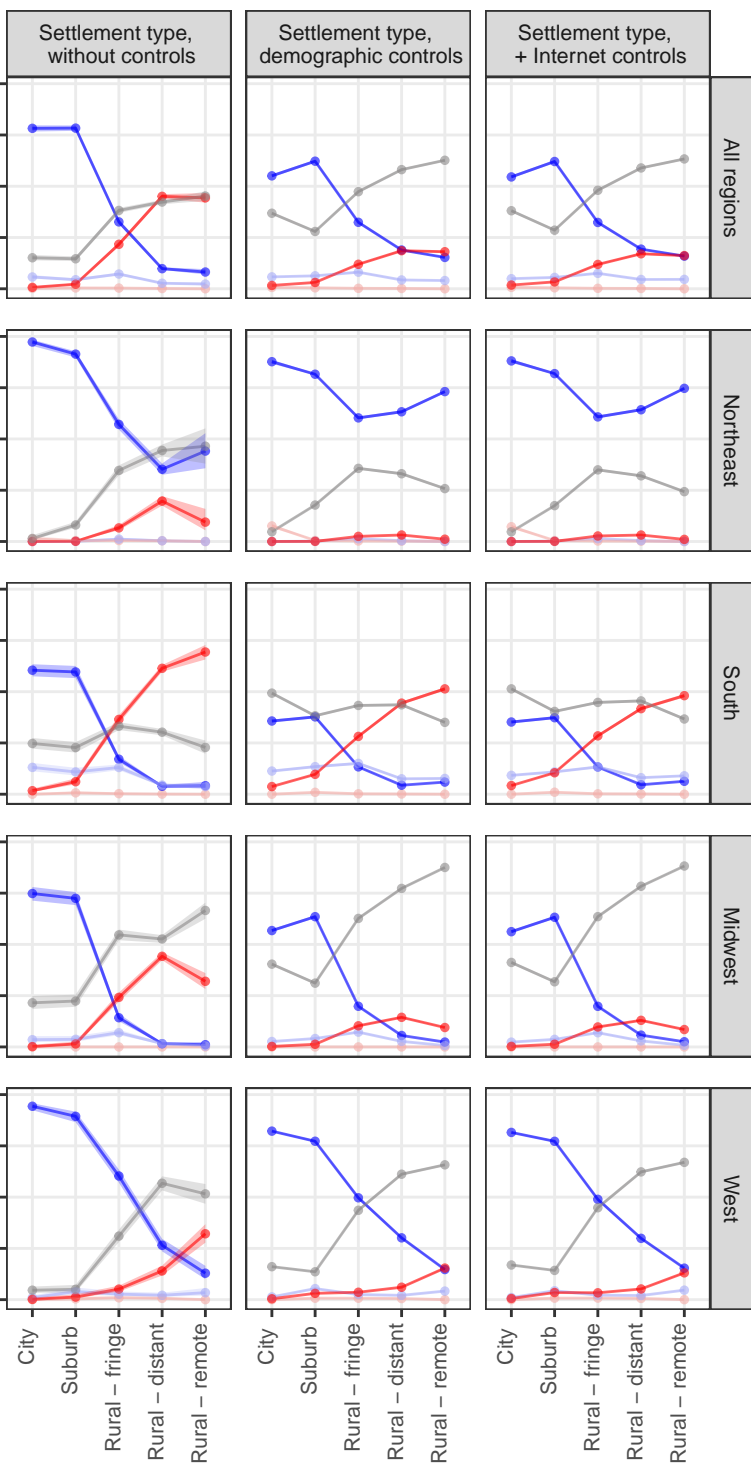 Settlement type,
without controls
Settlement type,
demographic controls
Settlement type,
+ Internet controls
All regions
Northeast
South
Midwest
West
City
Suburb
Rural – fringe
Rural – distant
Rural – remote
City
Suburb
Rural – fringe
Rural – distant
Rural – remote
City
Suburb
Rural – fringe
Rural – distant
Rural – remote